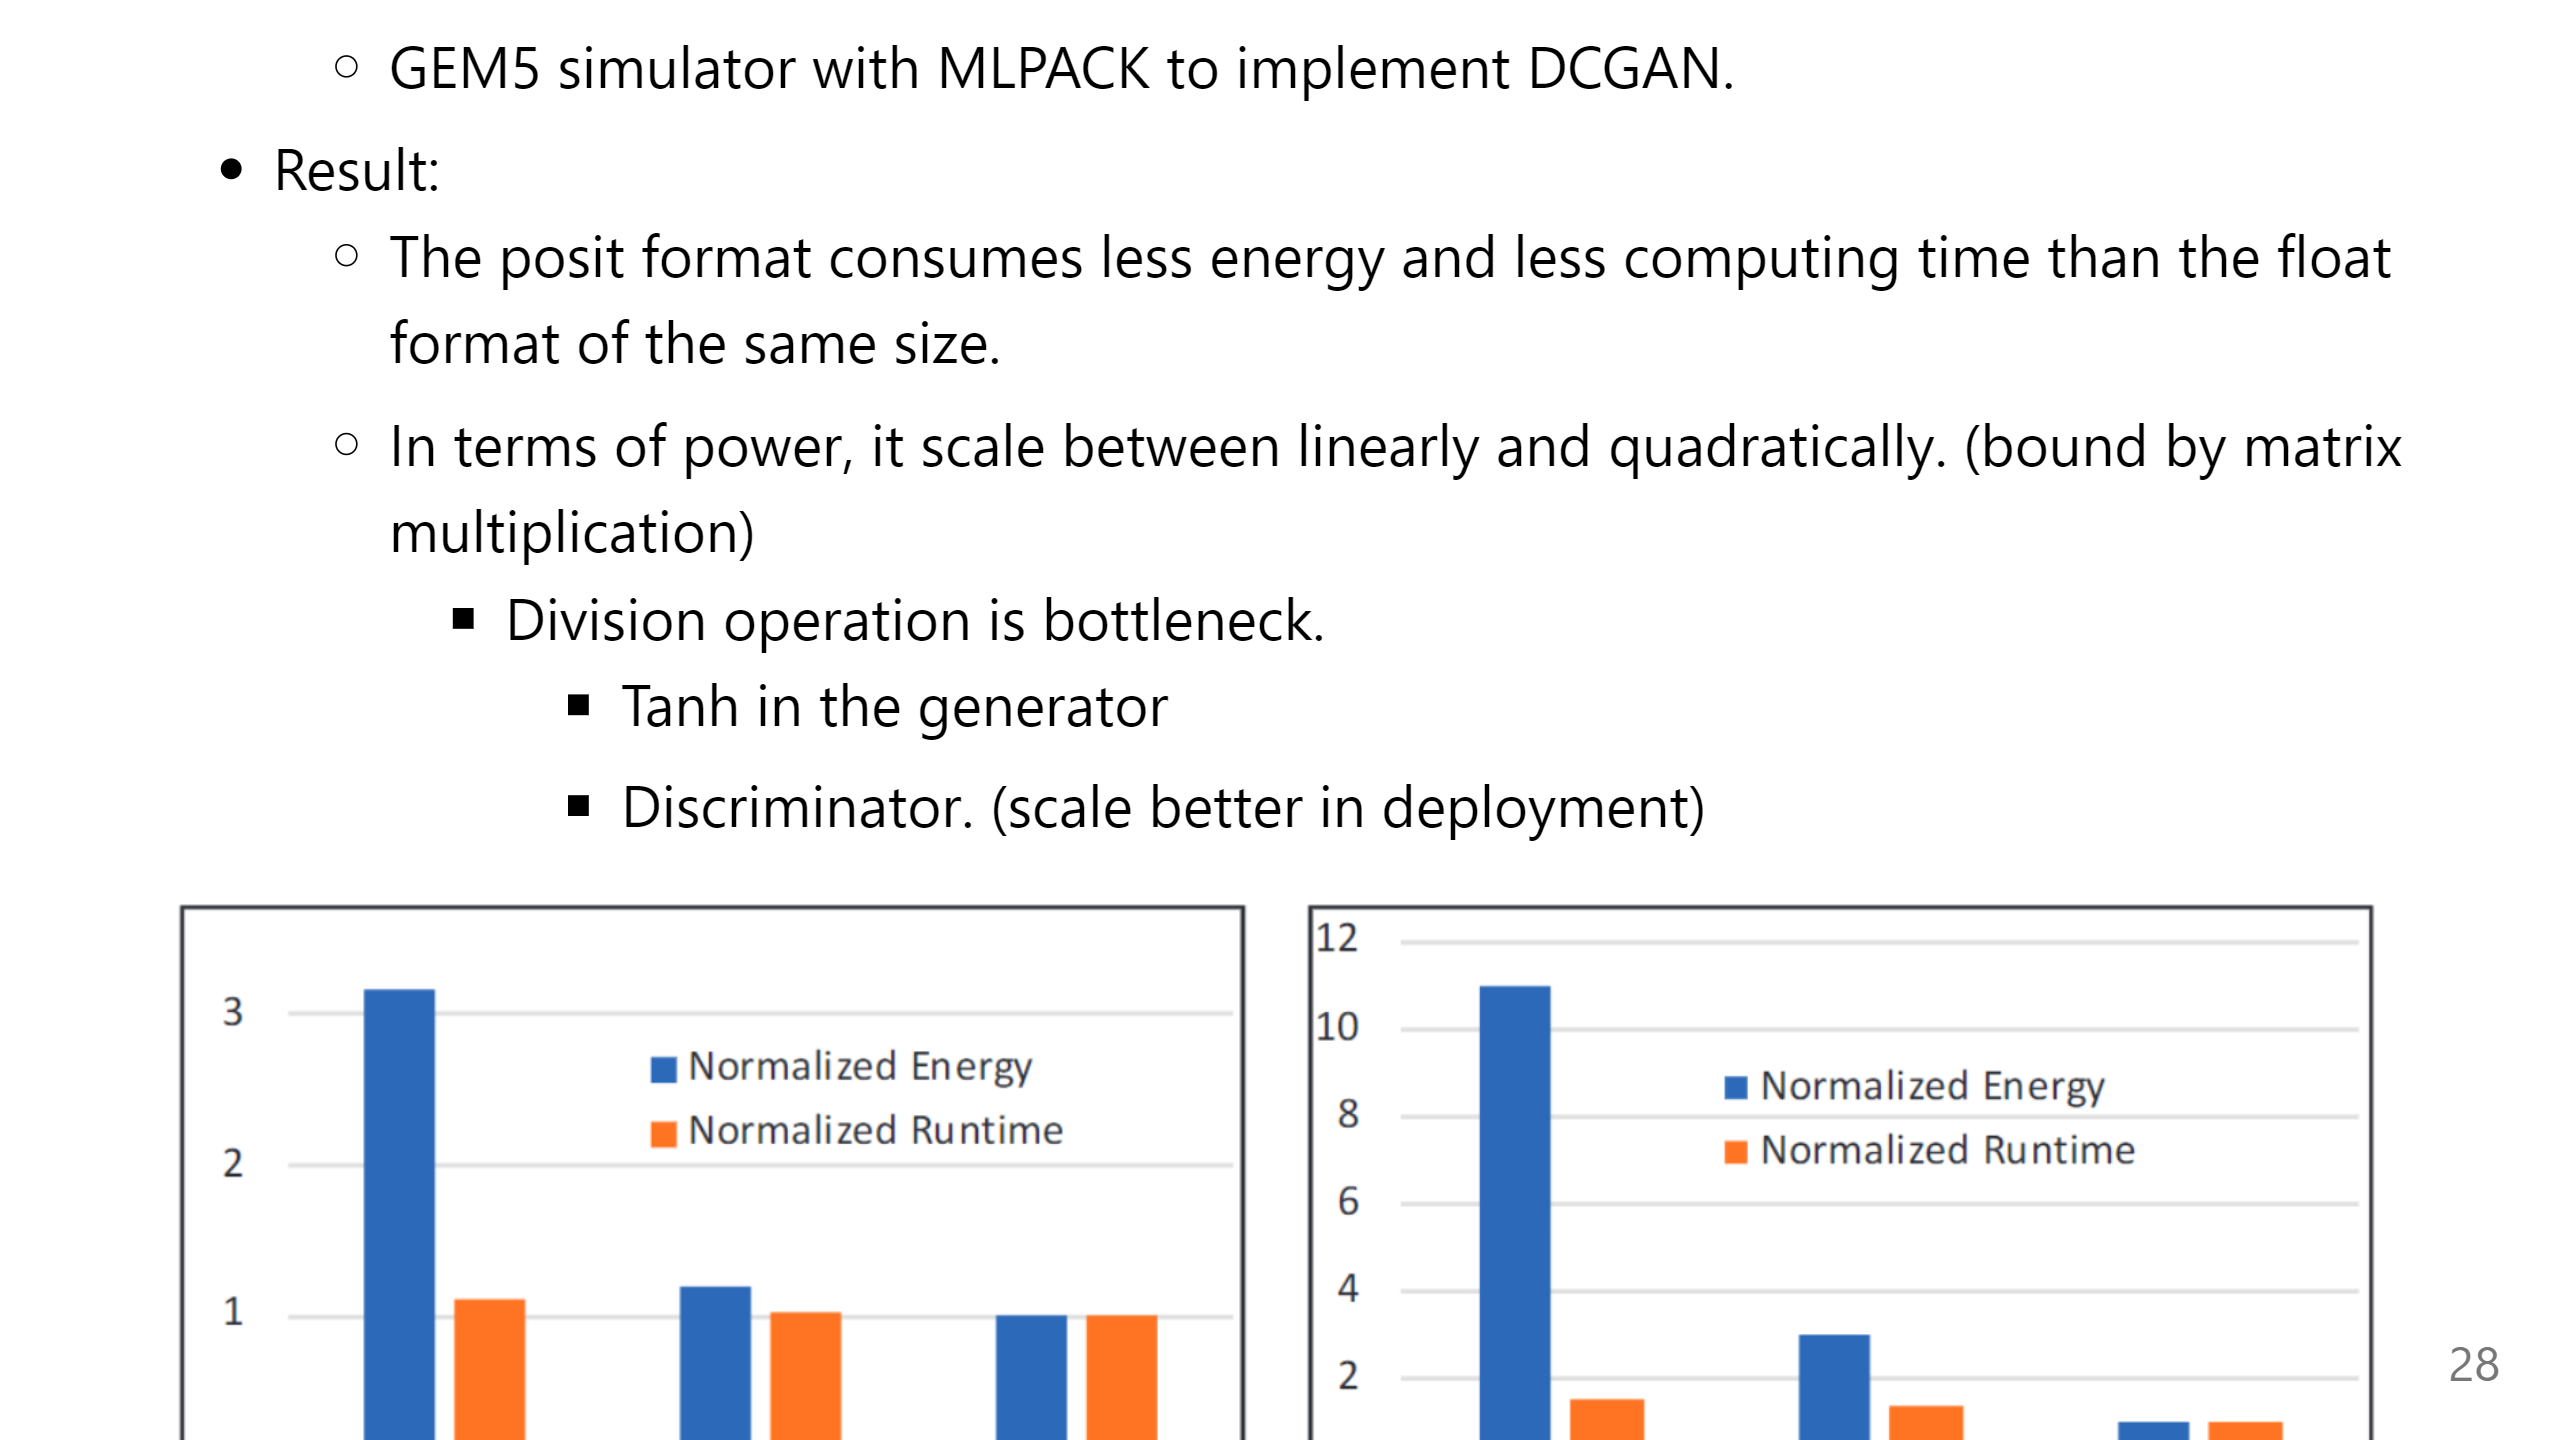 GEM5 simulator with MLPACK to implement DCGAN.
Result:
The posit format consumes less energy and less computing time than the float
format of the same size.
In terms of power, it scale between linearly and quadratically. (bound by matrix
multiplication)
Division operation is bottleneck.
Tanh in the generator
Discriminator. (scale better in deployment)
3
Normalized Energy
Normalized Runtime
2
1
12
10
Normalized Energy
8
Normalized Runtime
6
4
2
28